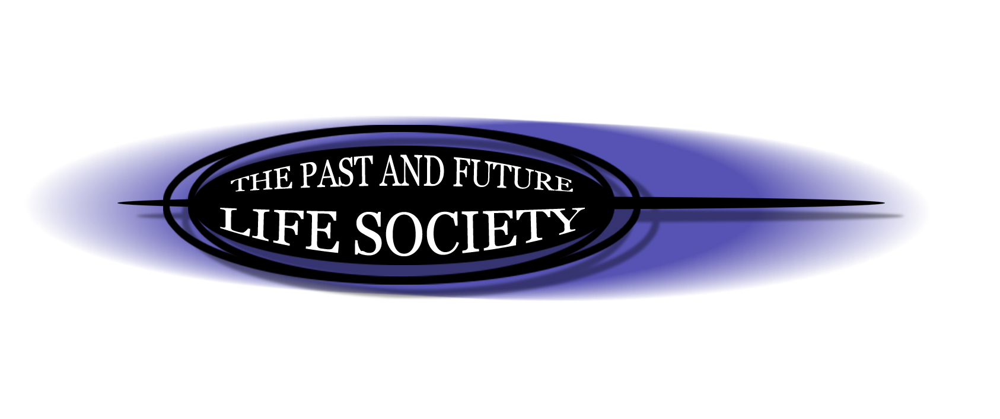 THE PAST AND FUTURE
LIFE SOCIETY